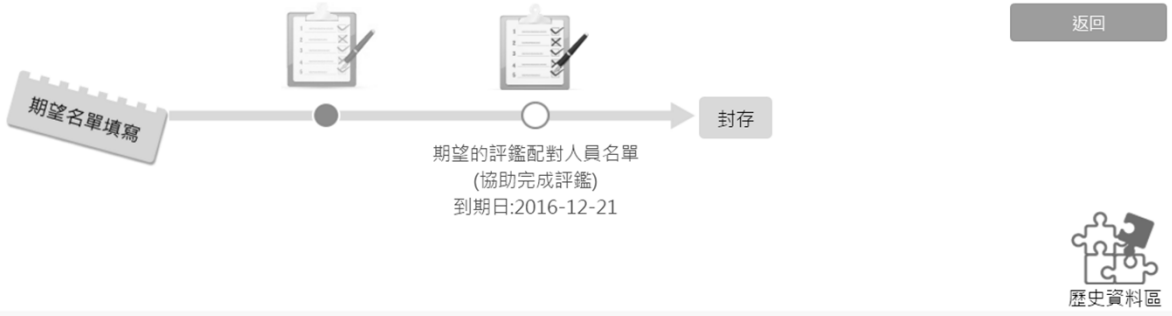 返回
期望名單填寫
封存
期望的評鑑配對人員名單
(協助完成評鑑)
到期日:2016-12-21
歷史資料區